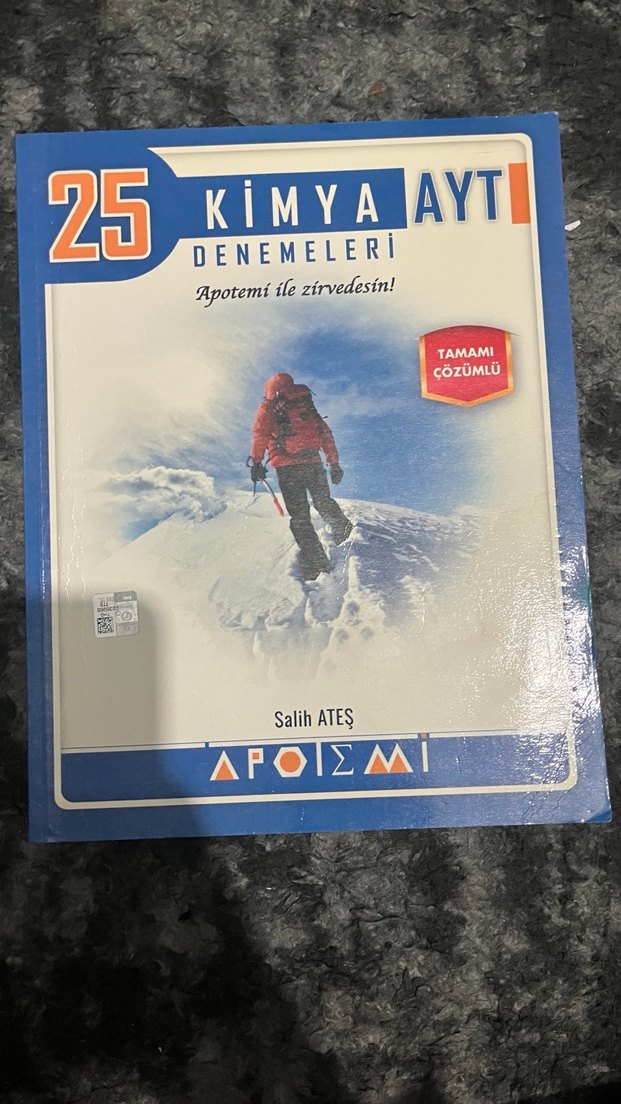 25
KİMYA AYT
DENEMELERİ
Apotemi ile zirvedesin!
TAMAMI
ÇÖZÜMLÜ
Salih ATEŞ
APOTEMİ